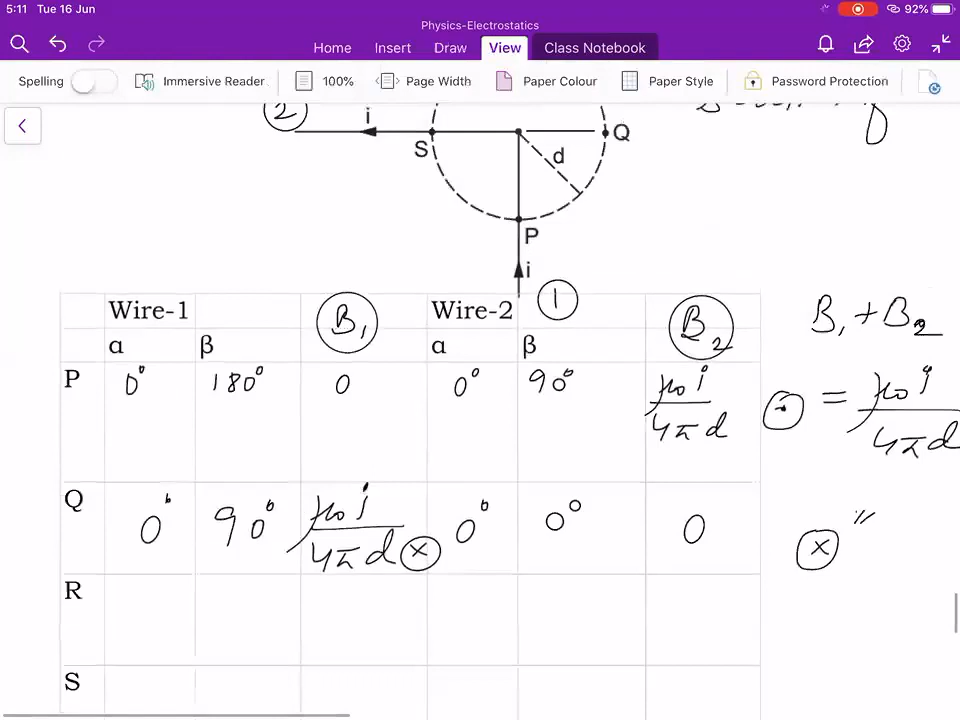 5:11 Tue 16 Jun
92%
Physics-Electrostatics
Home Insert Draw View Class Notebook
Spelling Immersive Reader 100% Page Width Paper Colour Paper Style Password Protection
2 i
S Q
d
P
i
Wire-1 B₁ Wire-2 1 B₂ B₁ + B₂
α β α β
P 0° 180° 0 0° 90° μ₀i/4πd ⊙ = μ₀i/4πd
Q 0° 90° μ₀i/4πd ⊗ 0° 0° 0 ⊗ "
R
S